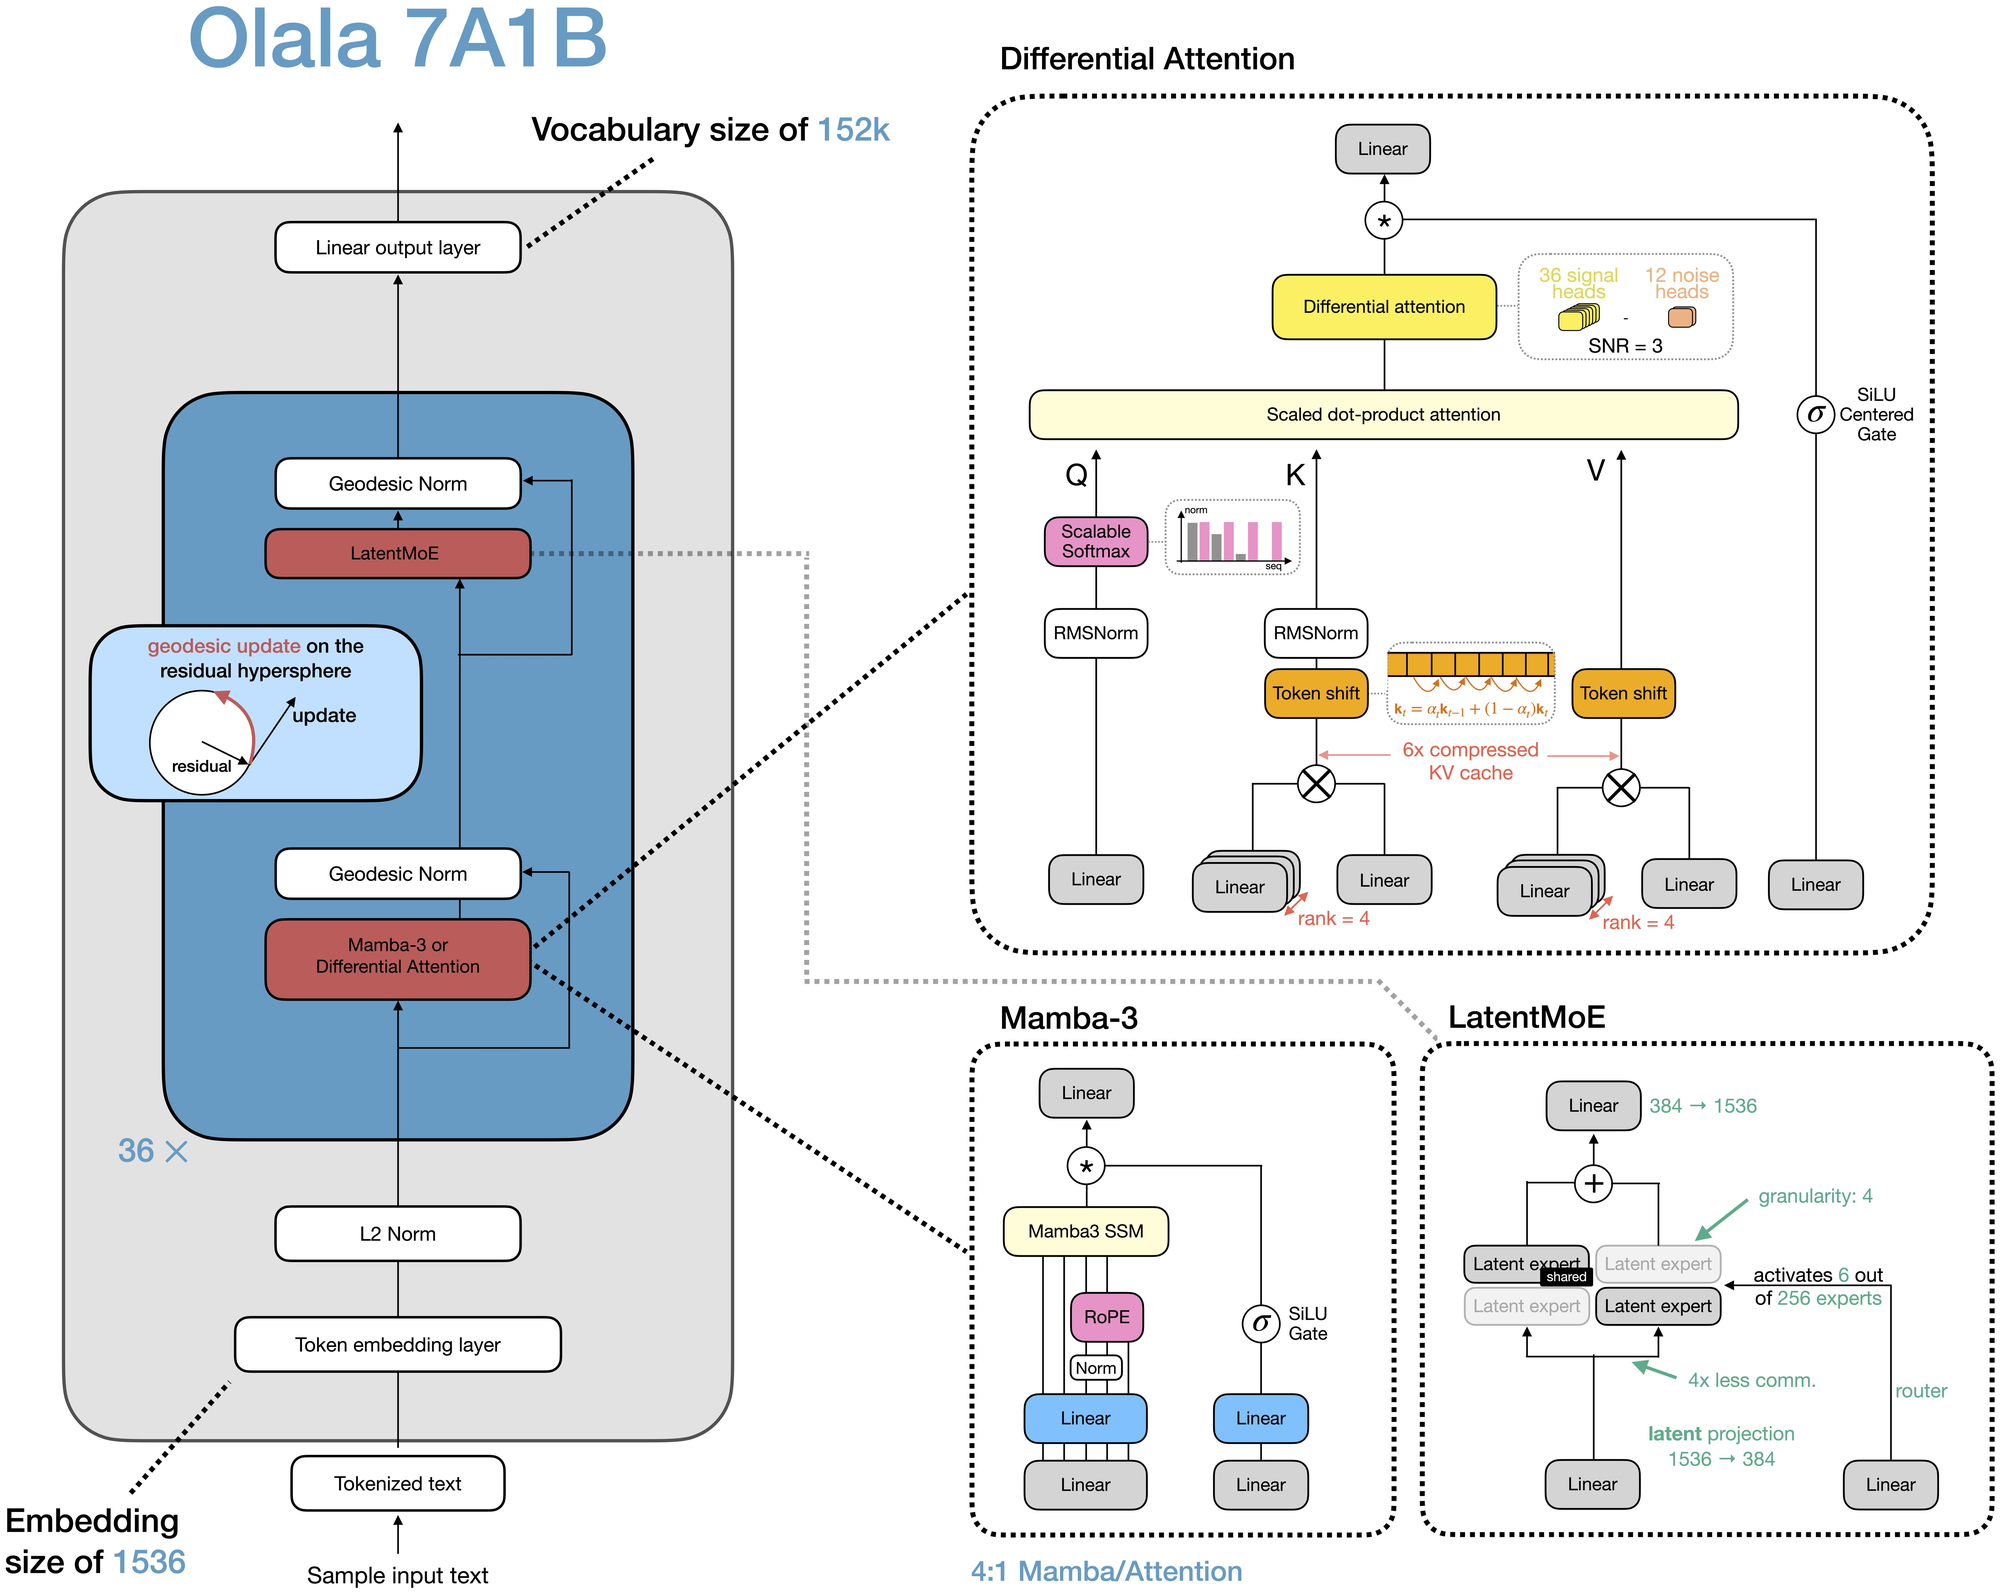 Olala 7A1B
Vocabulary size of 152k
Linear output layer
Geodesic Norm
LatentMoE
geodesic update on the
residual hypersphere
update
residual
Geodesic Norm
Mamba-3 or
Differential Attention
36 ×
L2 Norm
Token embedding layer
Tokenized text
Embedding
size of 1536
Sample input text
Differential Attention
Linear
*
Differential attention
36 signal
heads
12 noise
heads
-
SNR = 3
Scaled dot-product attention
σ
SiLU
Centered
Gate
Q
K
V
Scalable
Softmax
norm
seq
RMSNorm
RMSNorm
Token shift
𝐤ₜ = αₜ𝐤ₜ₋₁ + (1 − αₜ)𝐤ₜ
Token shift
6x compressed
KV cache
Linear
Linear
Linear
rank = 4
Linear
Linear
rank = 4
Linear
Mamba-3
Linear
*
Mamba3 SSM
RoPE
Norm
σ
SiLU
Gate
Linear
Linear
Linear
Linear
4:1 Mamba/Attention
LatentMoE
Linear
384 → 1536
+
granularity: 4
Latent expert
shared
Latent expert
Latent expert
Latent expert
activates 6 out
of 256 experts
4x less comm.
router
latent projection
1536 → 384
Linear
Linear